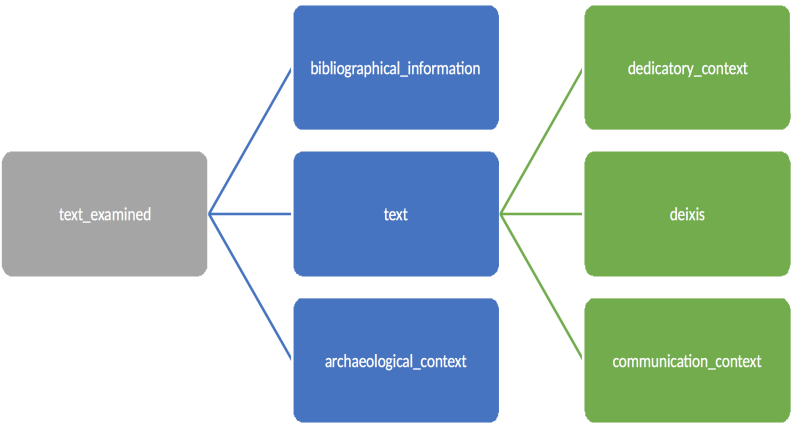 text_examined
bibliographical_information
text
archaeological_context
dedicatory_context
deixis
communication_context